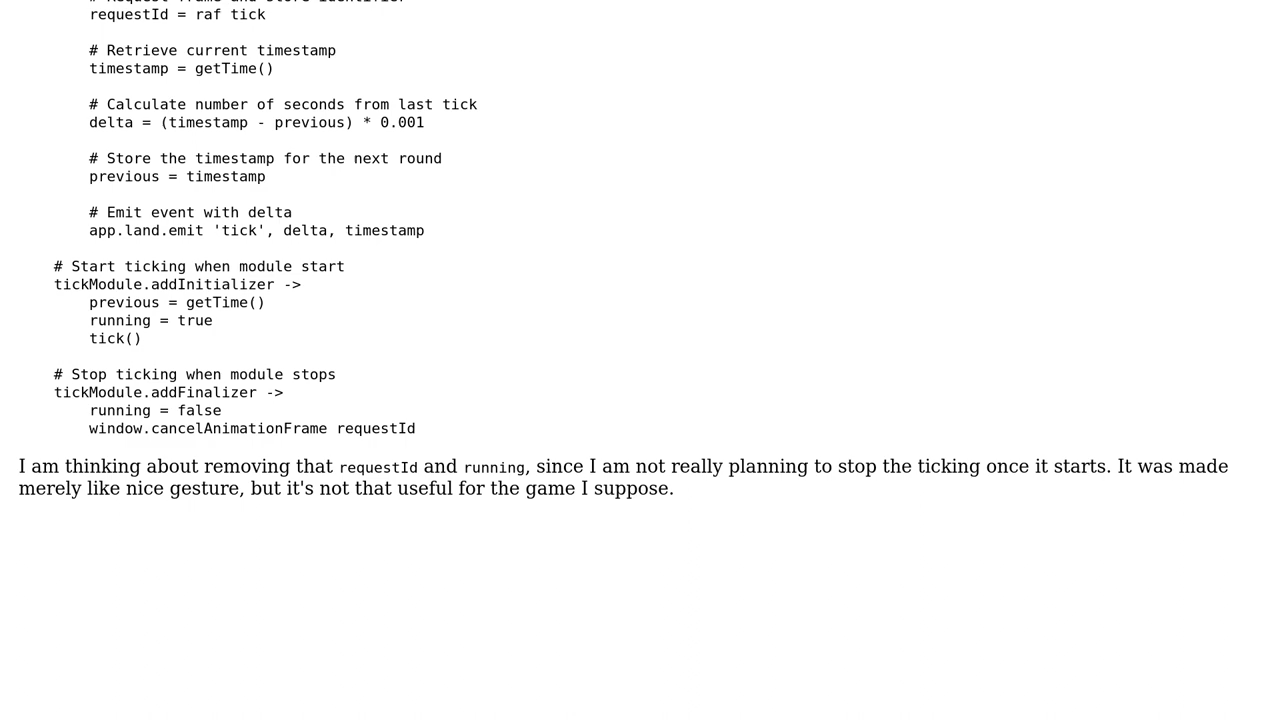 # Request frame and store identifier
requestId = raf tick
# Retrieve current timestamp
timestamp = getTime()
# Calculate number of seconds from last tick
delta = (timestamp - previous) * 0.001
# Store the timestamp for the next round
previous = timestamp
# Emit event with delta
app.land.emit 'tick', delta, timestamp
# Start ticking when module start
tickModule.addInitializer ->
previous = getTime()
running = true
tick()
# Stop ticking when module stops
tickModule.addFinalizer ->
running = false
window.cancelAnimationFrame requestId
I am thinking about removing that requestId and running, since I am not really planning to stop the ticking once it starts. It was made
merely like nice gesture, but it's not that useful for the game I suppose.